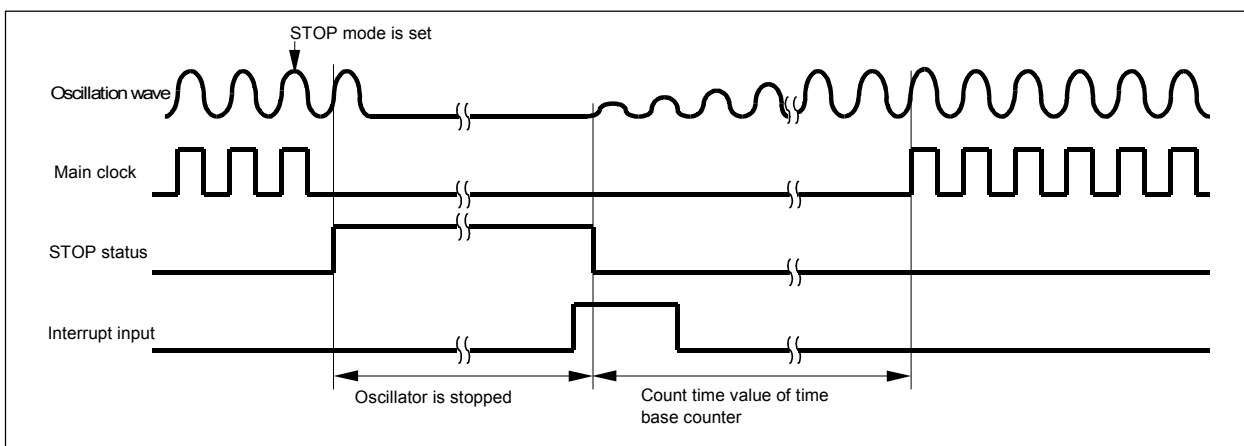 STOP mode is set
Oscillation wave
Main clock
STOP status
Interrupt input
Oscillator is stopped
Count time value of time
base counter